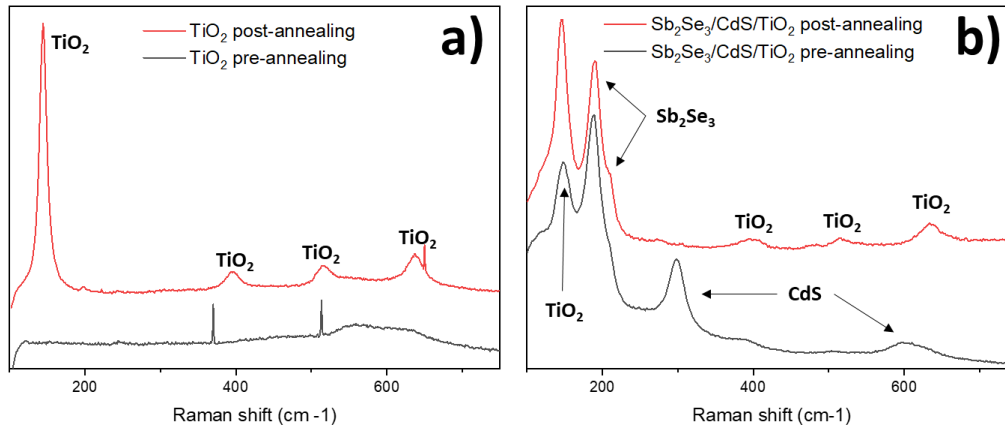 TiO₂ post-annealing
TiO₂ pre-annealing
a)
TiO₂
TiO₂
TiO₂
TiO₂
200
400
600
Raman shift (cm -1)
Sb₂Se₃/CdS/TiO₂ post-annealing
Sb₂Se₃/CdS/TiO₂ pre-annealing
b)
Sb₂Se₃
TiO₂
TiO₂
TiO₂
TiO₂
CdS
200
400
600
Raman shift (cm-1)